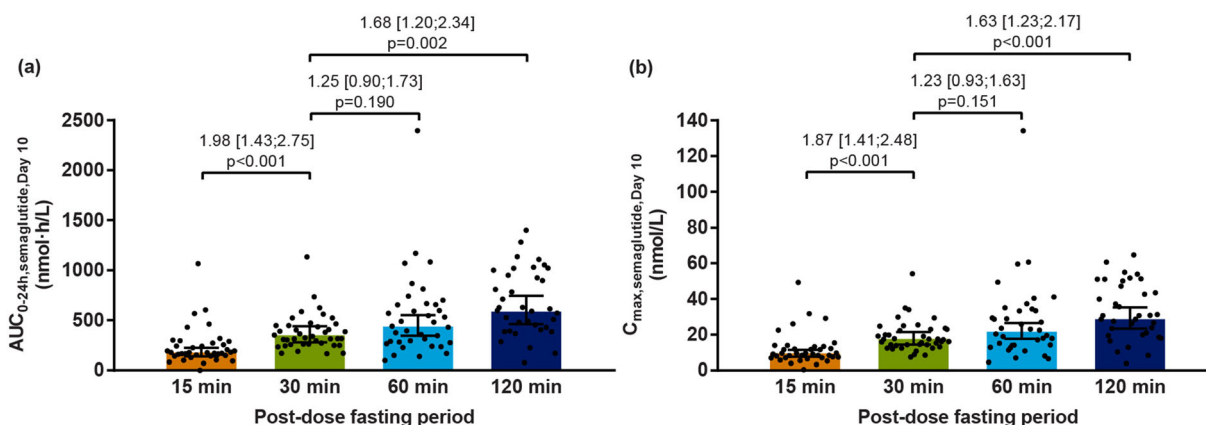 (a)
1.68 [1.20;2.34]
p=0.002
1.25 [0.90;1.73]
p=0.190
1.98 [1.43;2.75]
p<0.001
AUC0-24h,semaglutide,Day 10
(nmol·h/L)
2500
2000
1500
1000
500
0
15 min 30 min 60 min 120 min
Post-dose fasting period
(b)
1.63 [1.23;2.17]
p<0.001
1.23 [0.93;1.63]
p=0.151
1.87 [1.41;2.48]
p<0.001
Cmax,semaglutide,Day 10
(nmol/L)
140
120
100
80
60
40
20
0
15 min 30 min 60 min 120 min
Post-dose fasting period